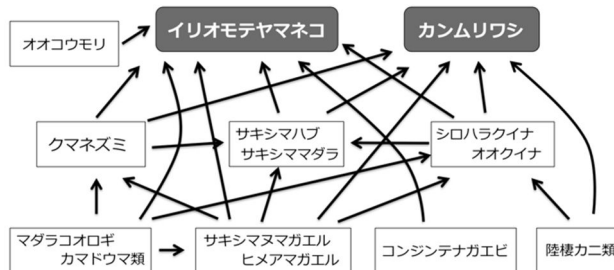 イリオモテヤマネコ
カンムリワシ
オオコウモリ
クマネズミ
サキシマハブ
サキシママダラ
シロハラクイナ
オオクイナ
マダラコオロギ
カマドウマ類
サキシマヌマガエル
ヒメアマガエル
コンジンテナガエビ
陸棲カニ類